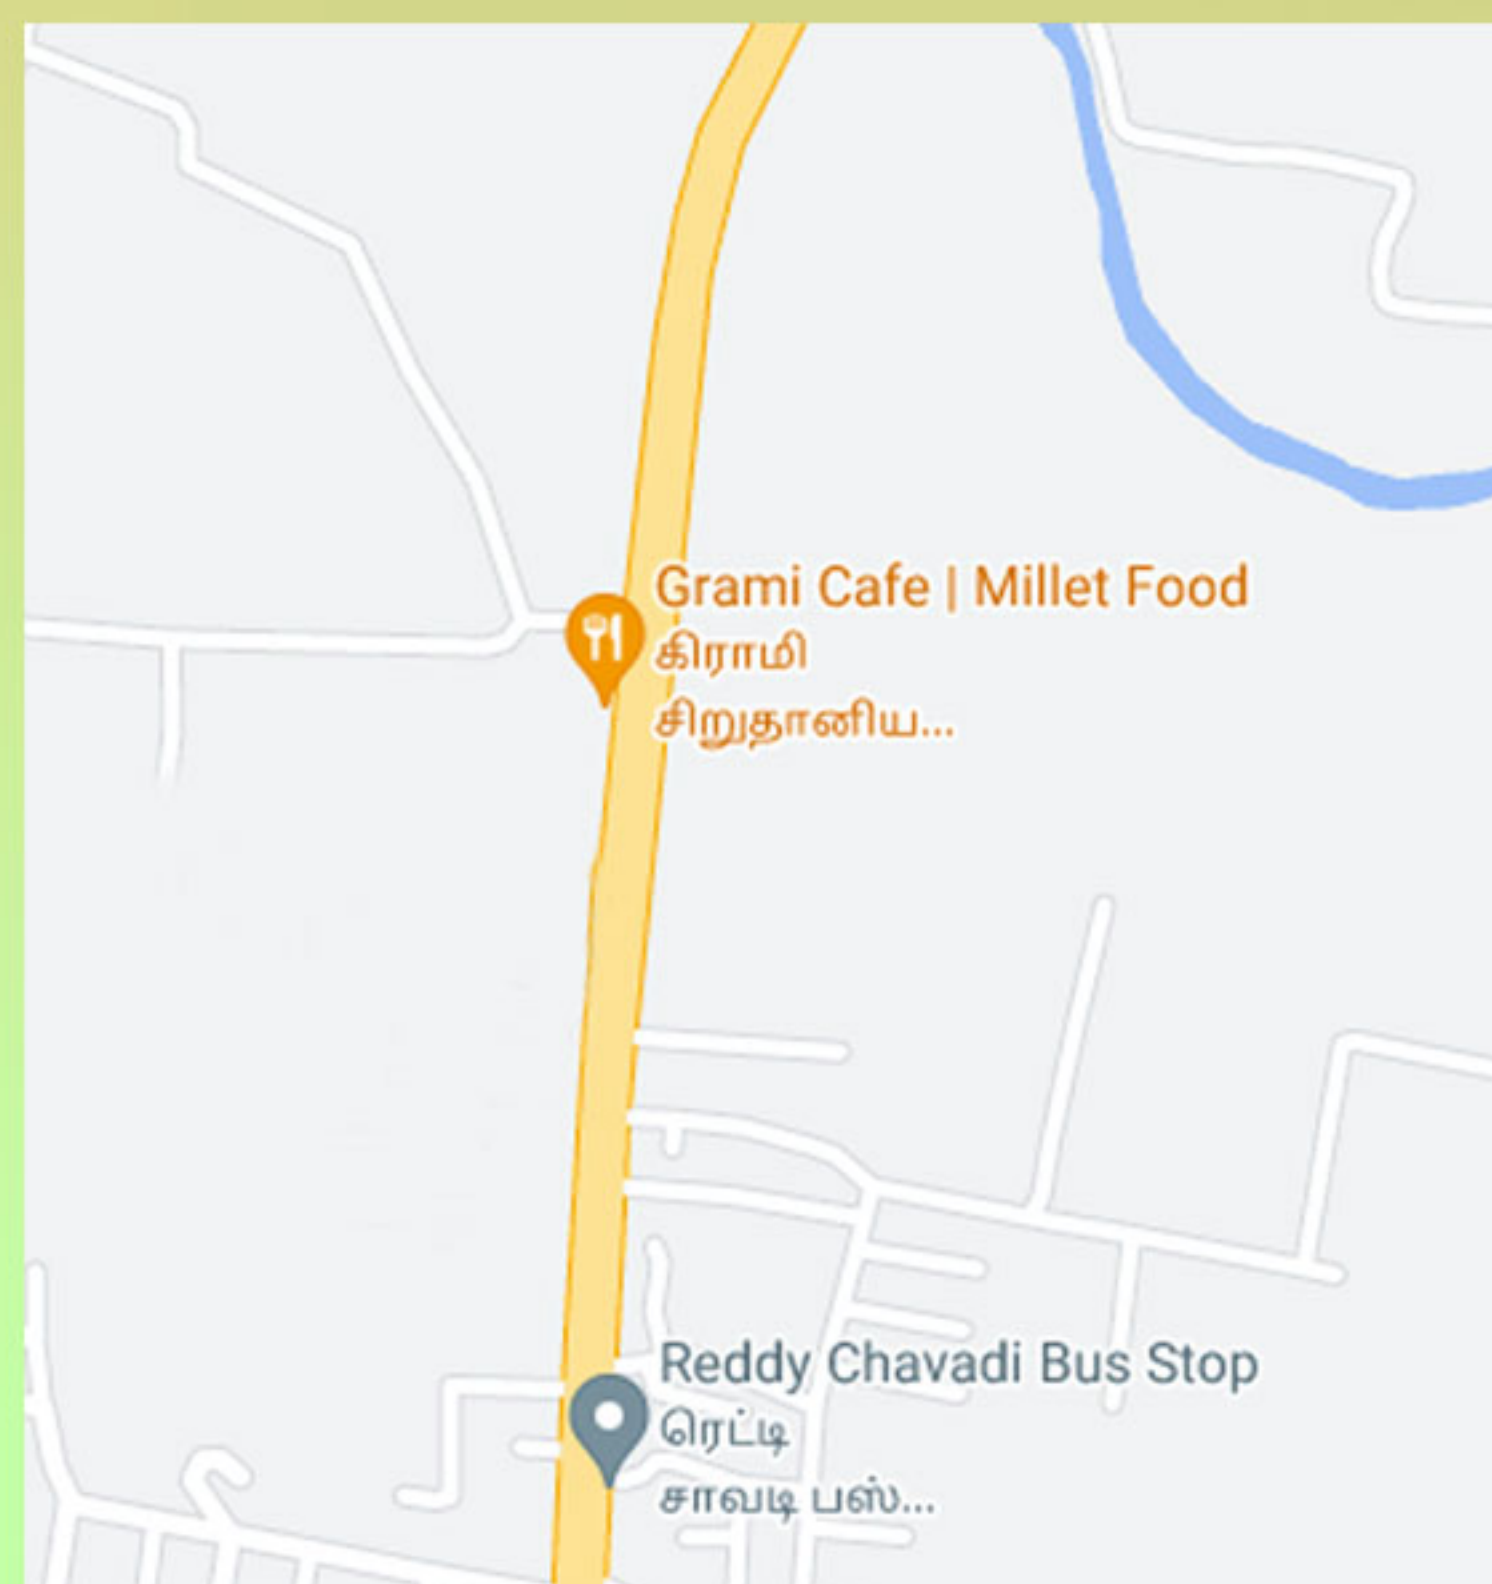 Grami Cafe | Millet Food
கிராமி
சிறுதானிய...
Reddy Chavadi Bus Stop
ரெட்டி
சாவடி பஸ்...